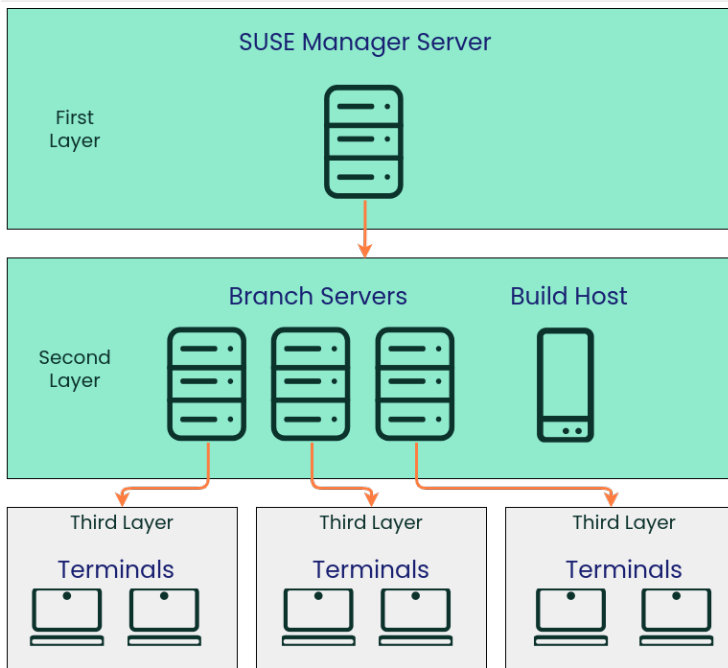 SUSE Manager Server
First
Layer
Branch Servers
Build Host
Second
Layer
Third Layer
Terminals
Third Layer
Terminals
Third Layer
Terminals